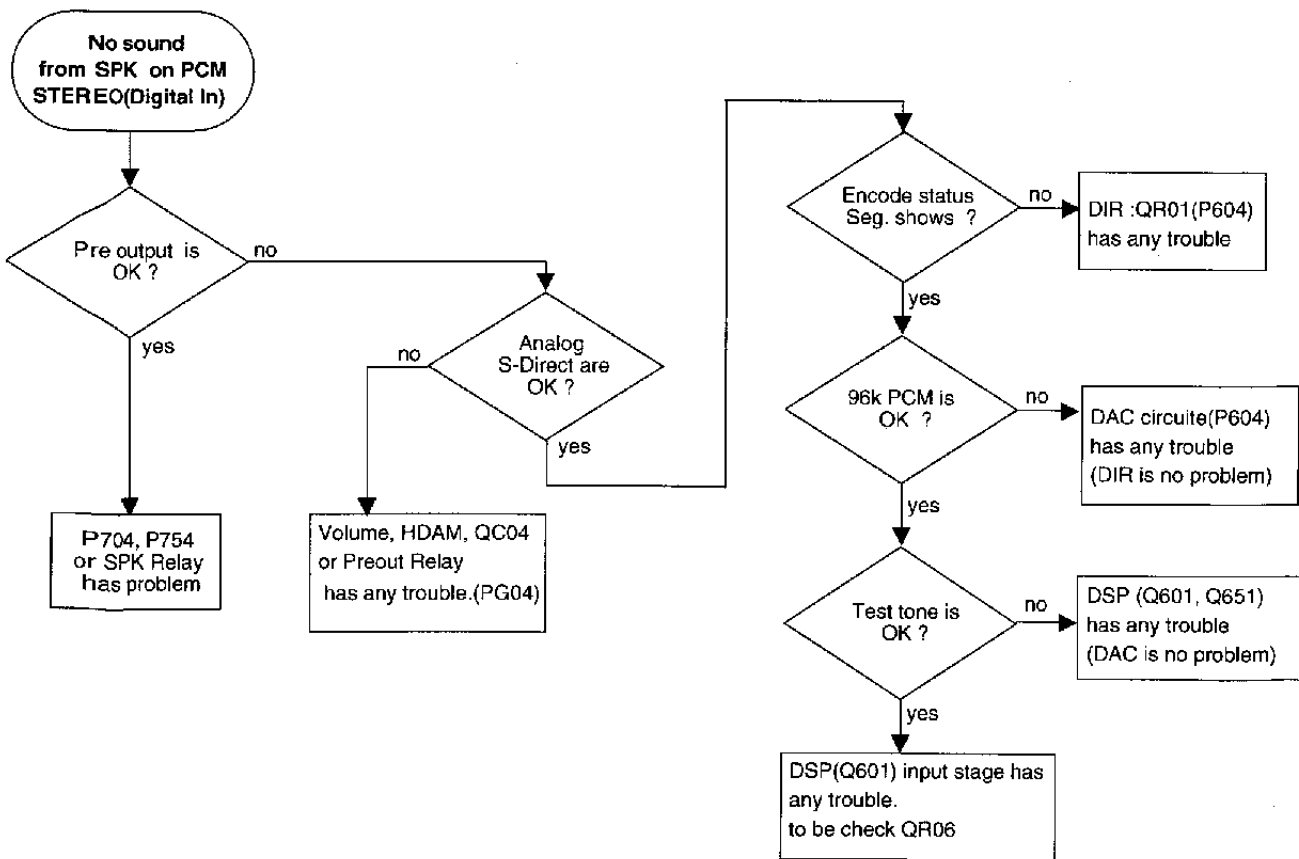 No sound
from SPK on PCM
STEREO(Digital In)
Pre output is
OK ?
no
yes
P704, P754
or SPK Relay
has problem
Analog
S-Direct are
OK ?
no
yes
Volume, HDAM, QC04
or Preout Relay
has any trouble.(PG04)
Encode status
Seg. shows ?
no
DIR :QR01(P604)
has any trouble
yes
96k PCM is
OK ?
no
DAC circuite(P604)
has any trouble
(DIR is no problem)
yes
Test tone is
OK ?
no
DSP (Q601, Q651)
has any trouble
(DAC is no problem)
yes
DSP(Q601) input stage has
any trouble.
to be check QR06